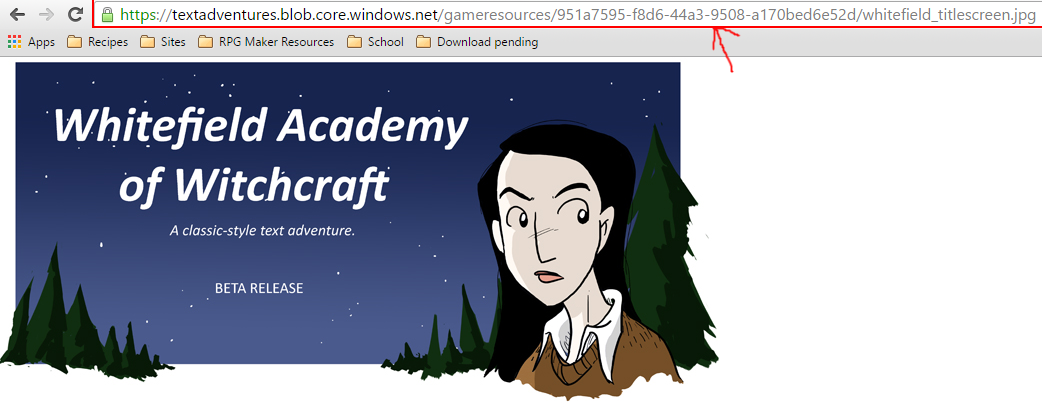 https://textadventures.blob.core.windows.net/gameresources/951a7595-f8d6-44a3-9508-a170bed6e52d/whitefield_titlescreen.jpg
Apps Recipes Sites RPG Maker Resources School Download pending
Whitefield Academy
of Witchcraft
A classic-style text adventure.
BETA RELEASE